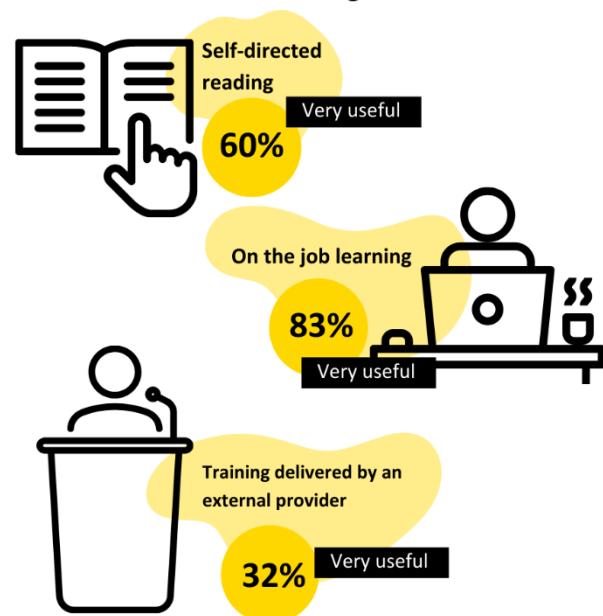 Self-directed
reading
Very useful
60%
On the job learning
83%
Very useful
Training delivered by an
external provider
Very useful
32%